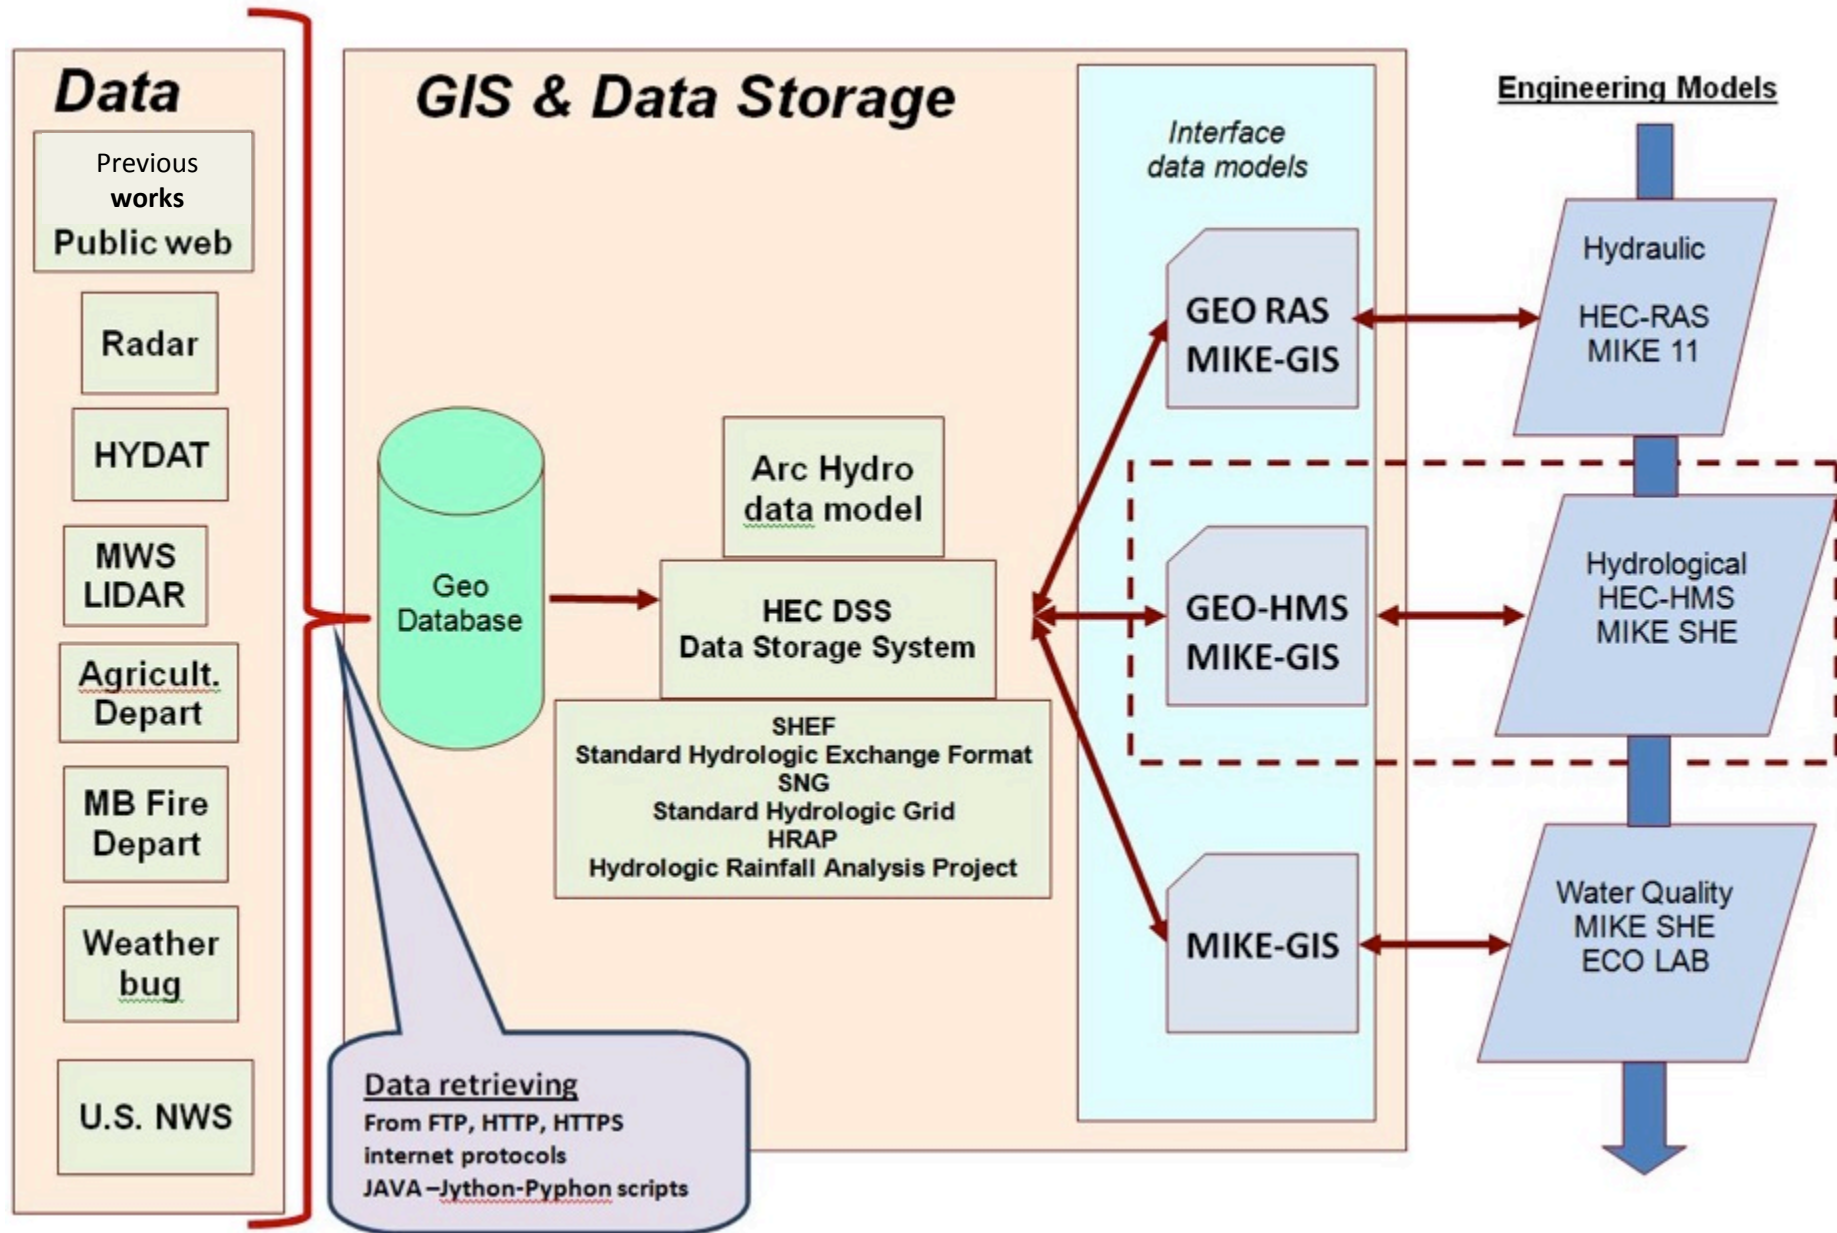 Data
Previous
works
Public web
Radar
HYDAT
MWS
LIDAR
Agricult.
Depart
MB Fire
Depart
Weather
bug
U.S. NWS
GIS & Data Storage
Geo
Database
Arc Hydro
data model
HEC DSS
Data Storage System
SHEF
Standard Hydrologic Exchange Format
SNG
Standard Hydrologic Grid
HRAP
Hydrologic Rainfall Analysis Project
Data retrieving
From FTP, HTTP, HTTPS
internet protocols
JAVA –Jython-Pyphon scripts
Interface
data models
GEO RAS
MIKE-GIS
GEO-HMS
MIKE-GIS
MIKE-GIS
Engineering Models
Hydraulic
HEC-RAS
MIKE 11
Hydrological
HEC-HMS
MIKE SHE
Water Quality
MIKE SHE
ECO LAB